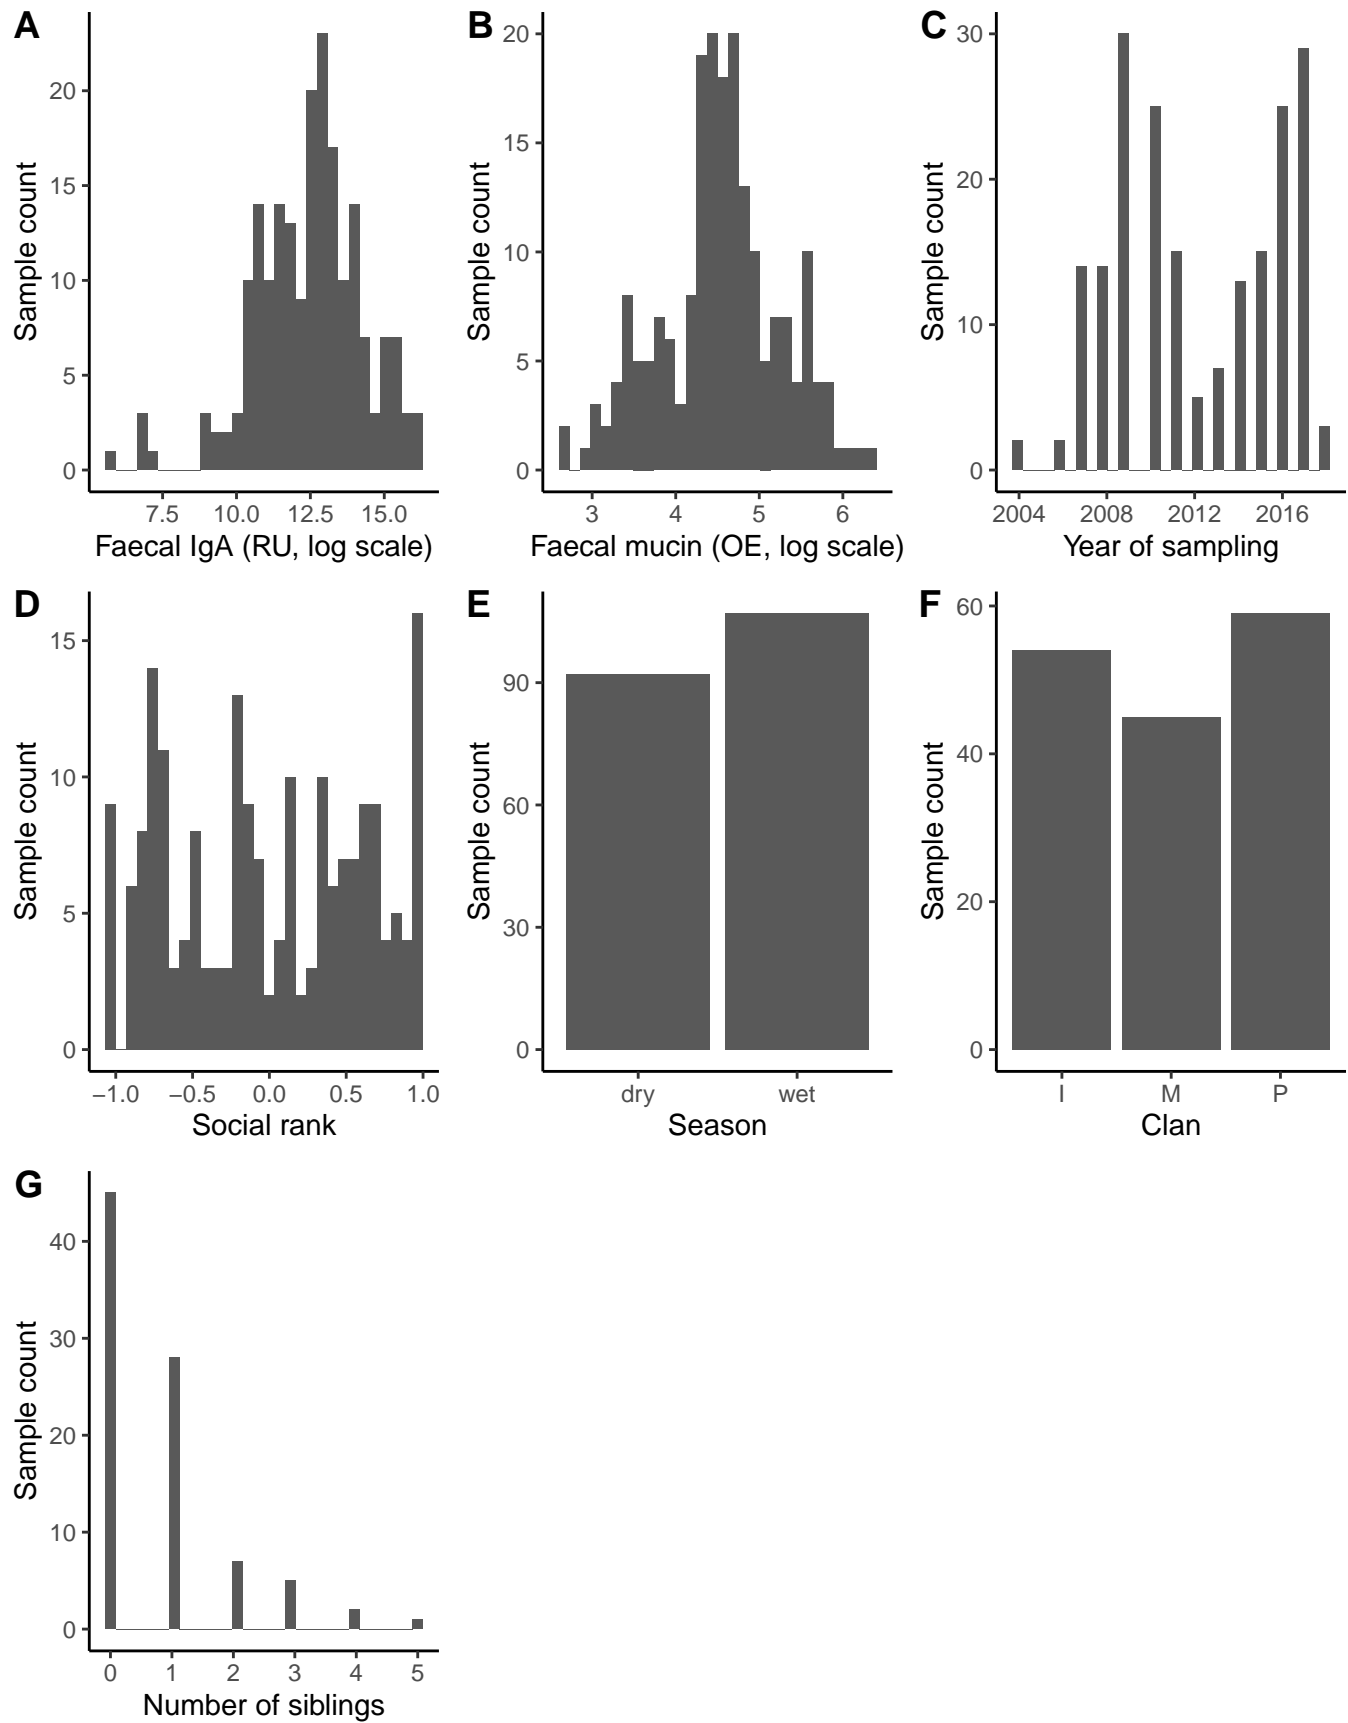 A
Sample count
20
15
10
5
0
7.5 10.0 12.5 15.0
Faecal IgA (RU, log scale)
B
Sample count
20
15
10
5
0
3 4 5 6
Faecal mucin (OE, log scale)
C
Sample count
30
20
10
0
2004 2008 2012 2016
Year of sampling
D
Sample count
15
10
5
0
−1.0 −0.5 0.0 0.5 1.0
Social rank
E
Sample count
90
60
30
0
dry wet
Season
F
Sample count
60
40
20
0
I M P
Clan
G
Sample count
40
30
20
10
0
0 1 2 3 4 5
Number of siblings